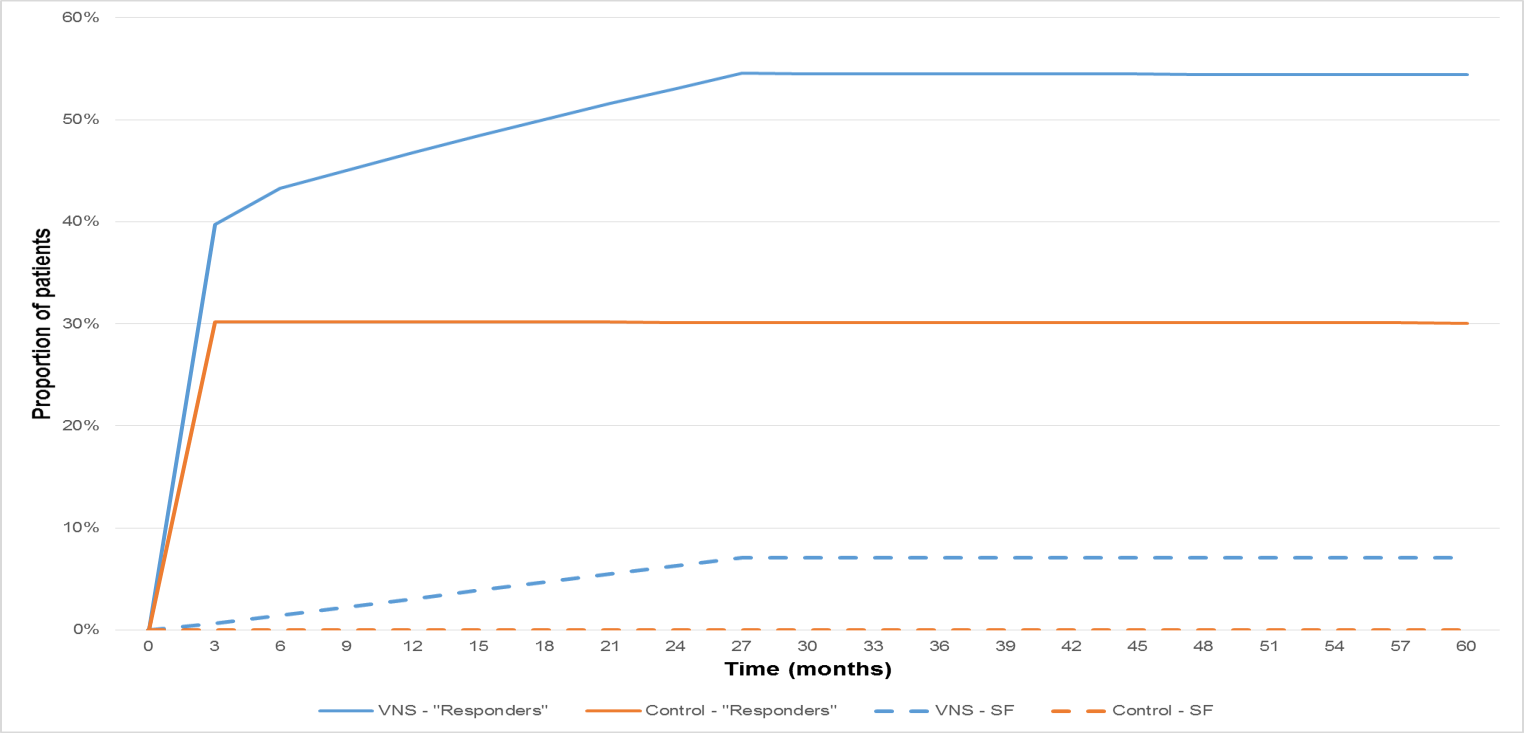 60%
50%
40%
30%
20%
10%
0%
Proportion of patients
0 3 6 9 12 15 18 21 24 27 30 33 36 39 42 45 48 51 54 57 60
Time (months)
VNS - "Responders" Control - "Responders" VNS - SF Control - SF